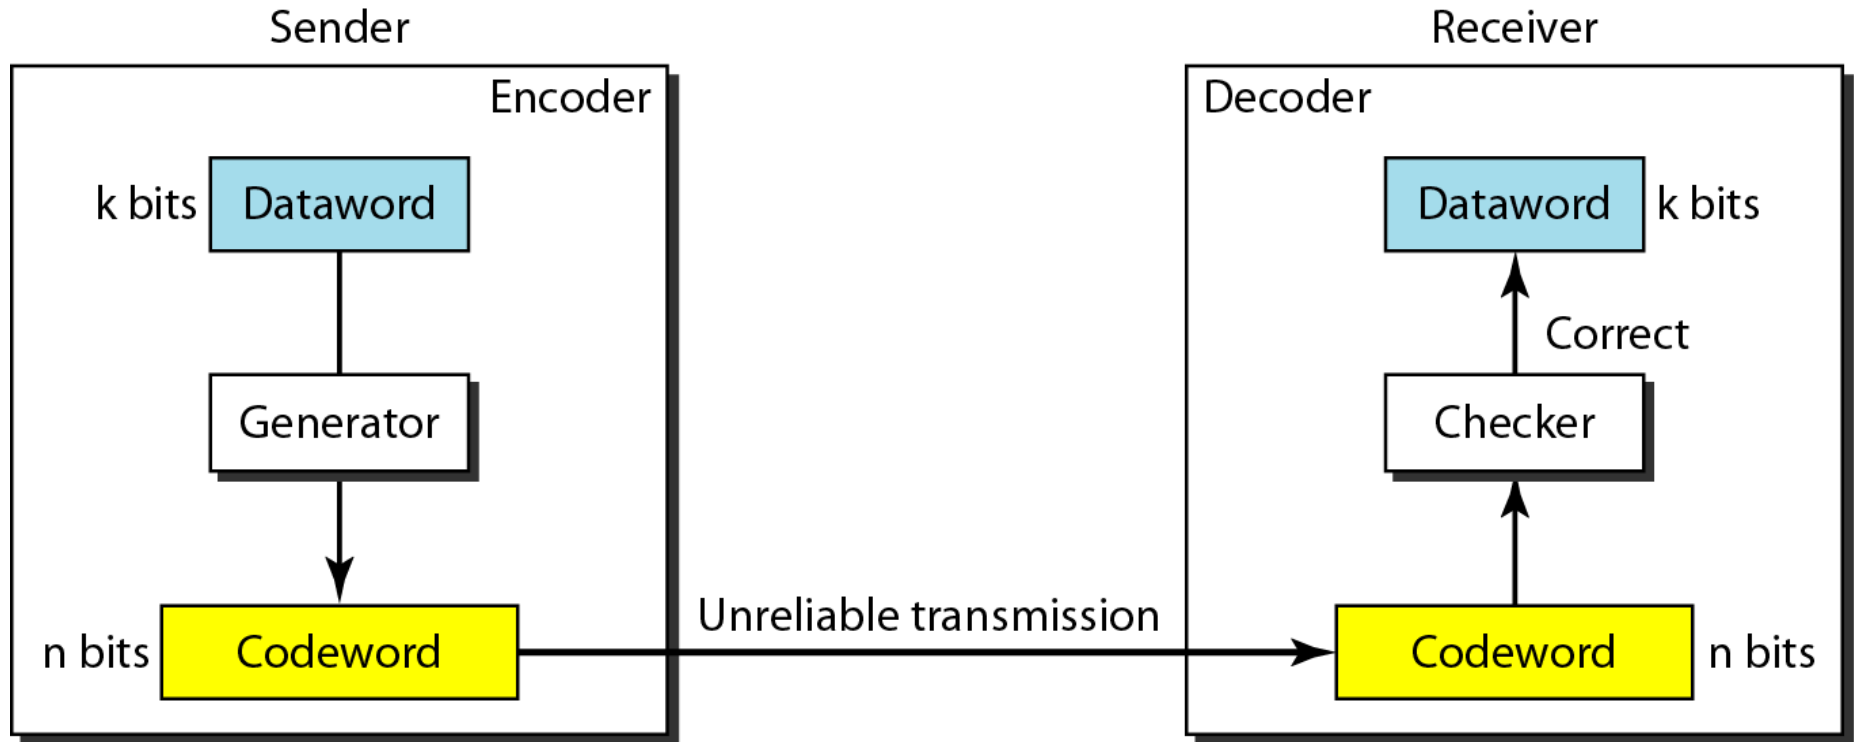 Sender
Encoder
k bits
Dataword
Generator
n bits
Codeword
Unreliable transmission
Receiver
Decoder
Dataword
k bits
Correct
Checker
Codeword
n bits